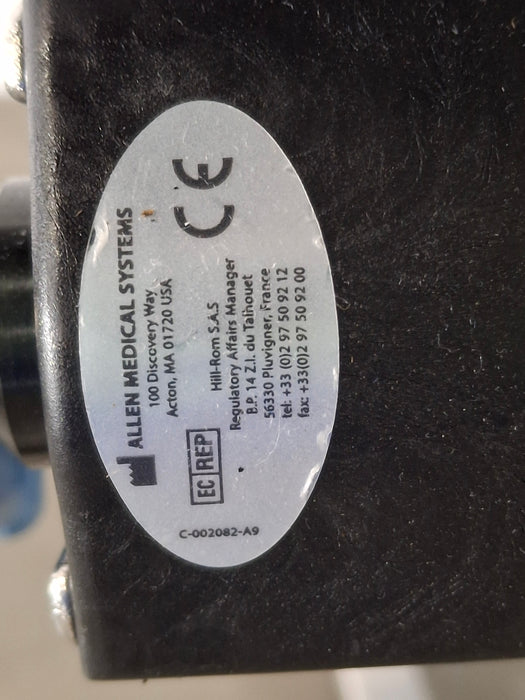 ALLEN MEDICAL SYSTEMS
100 Discovery Way
Acton, MA 01720 USA
CE
EC REP
Hill-Rom S.A.S
Regulatory Affairs Manager
B.P. 14 Z.I. du Talhouet
56330 Pluvigner, France
tel: +33 (0)2 97 50 92 12
fax: +33(0)2 97 50 92 00
C-002082-A9